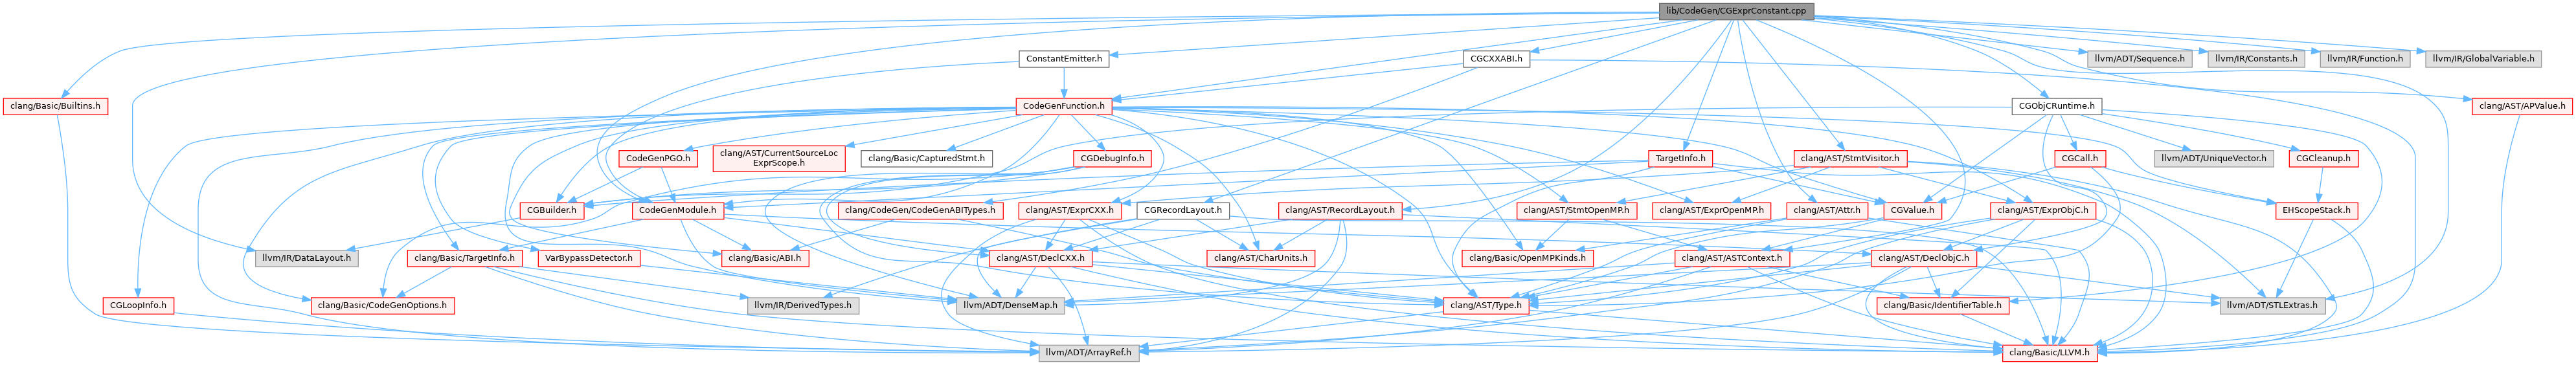 lib/CodeGen/CGExprConstant.cpp
ConstantEmitter.h
CGCXXABI.h
llvm/ADT/Sequence.h
llvm/IR/Constants.h
llvm/IR/Function.h
llvm/IR/GlobalVariable.h
clang/Basic/Builtins.h
CodeGenFunction.h
CGObjCRuntime.h
clang/AST/APValue.h
CodeGenPGO.h
clang/AST/CurrentSourceLoc
ExprScope.h
clang/Basic/CapturedStmt.h
CGDebugInfo.h
TargetInfo.h
clang/AST/StmtVisitor.h
CGCall.h
llvm/ADT/UniqueVector.h
CGCleanup.h
CGBuilder.h
CodeGenModule.h
clang/CodeGen/CodeGenABITypes.h
clang/AST/ExprCXX.h
CGRecordLayout.h
clang/AST/RecordLayout.h
clang/AST/StmtOpenMP.h
clang/AST/ExprOpenMP.h
clang/AST/Attr.h
CGValue.h
clang/AST/ExprObjC.h
EHScopeStack.h
llvm/IR/DataLayout.h
clang/Basic/TargetInfo.h
VarBypassDetector.h
clang/Basic/ABI.h
clang/AST/DeclCXX.h
clang/AST/CharUnits.h
clang/Basic/OpenMPKinds.h
clang/AST/ASTContext.h
clang/AST/DeclObjC.h
CGLoopInfo.h
clang/Basic/CodeGenOptions.h
llvm/IR/DerivedTypes.h
llvm/ADT/DenseMap.h
clang/AST/Type.h
clang/Basic/IdentifierTable.h
llvm/ADT/STLExtras.h
llvm/ADT/ArrayRef.h
clang/Basic/LLVM.h